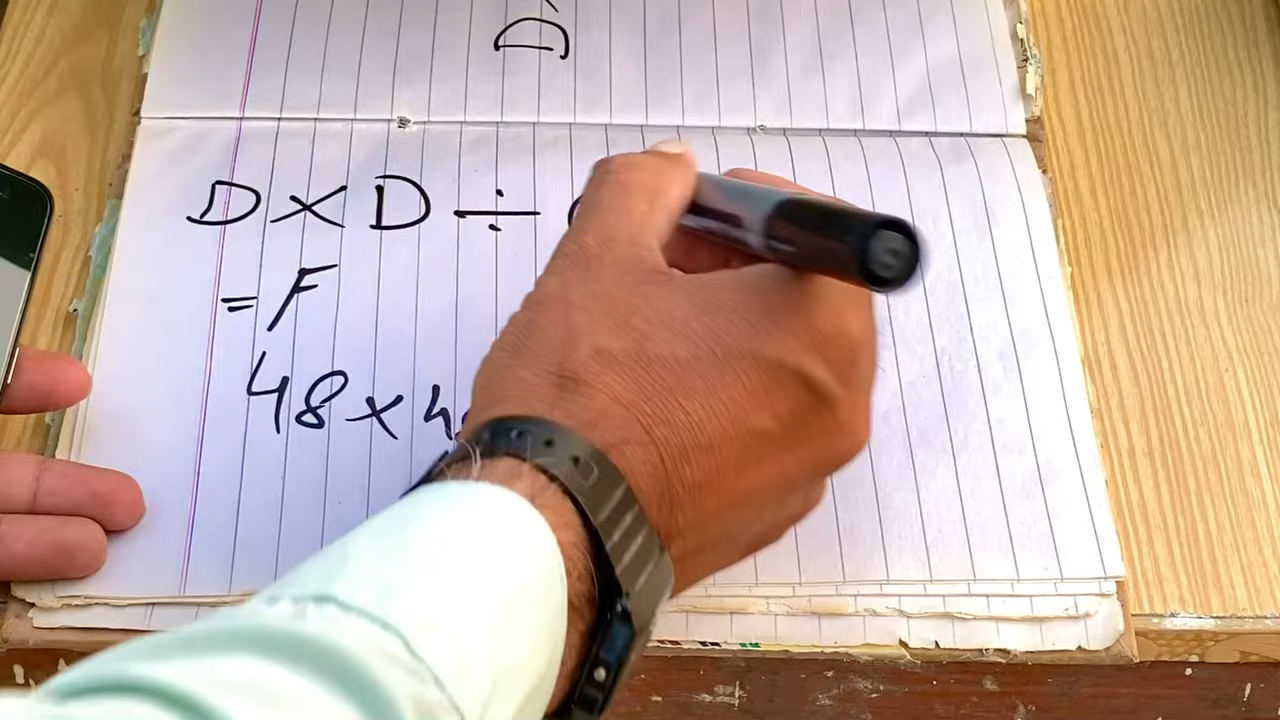 D
D × D ÷
= F
48 × 4